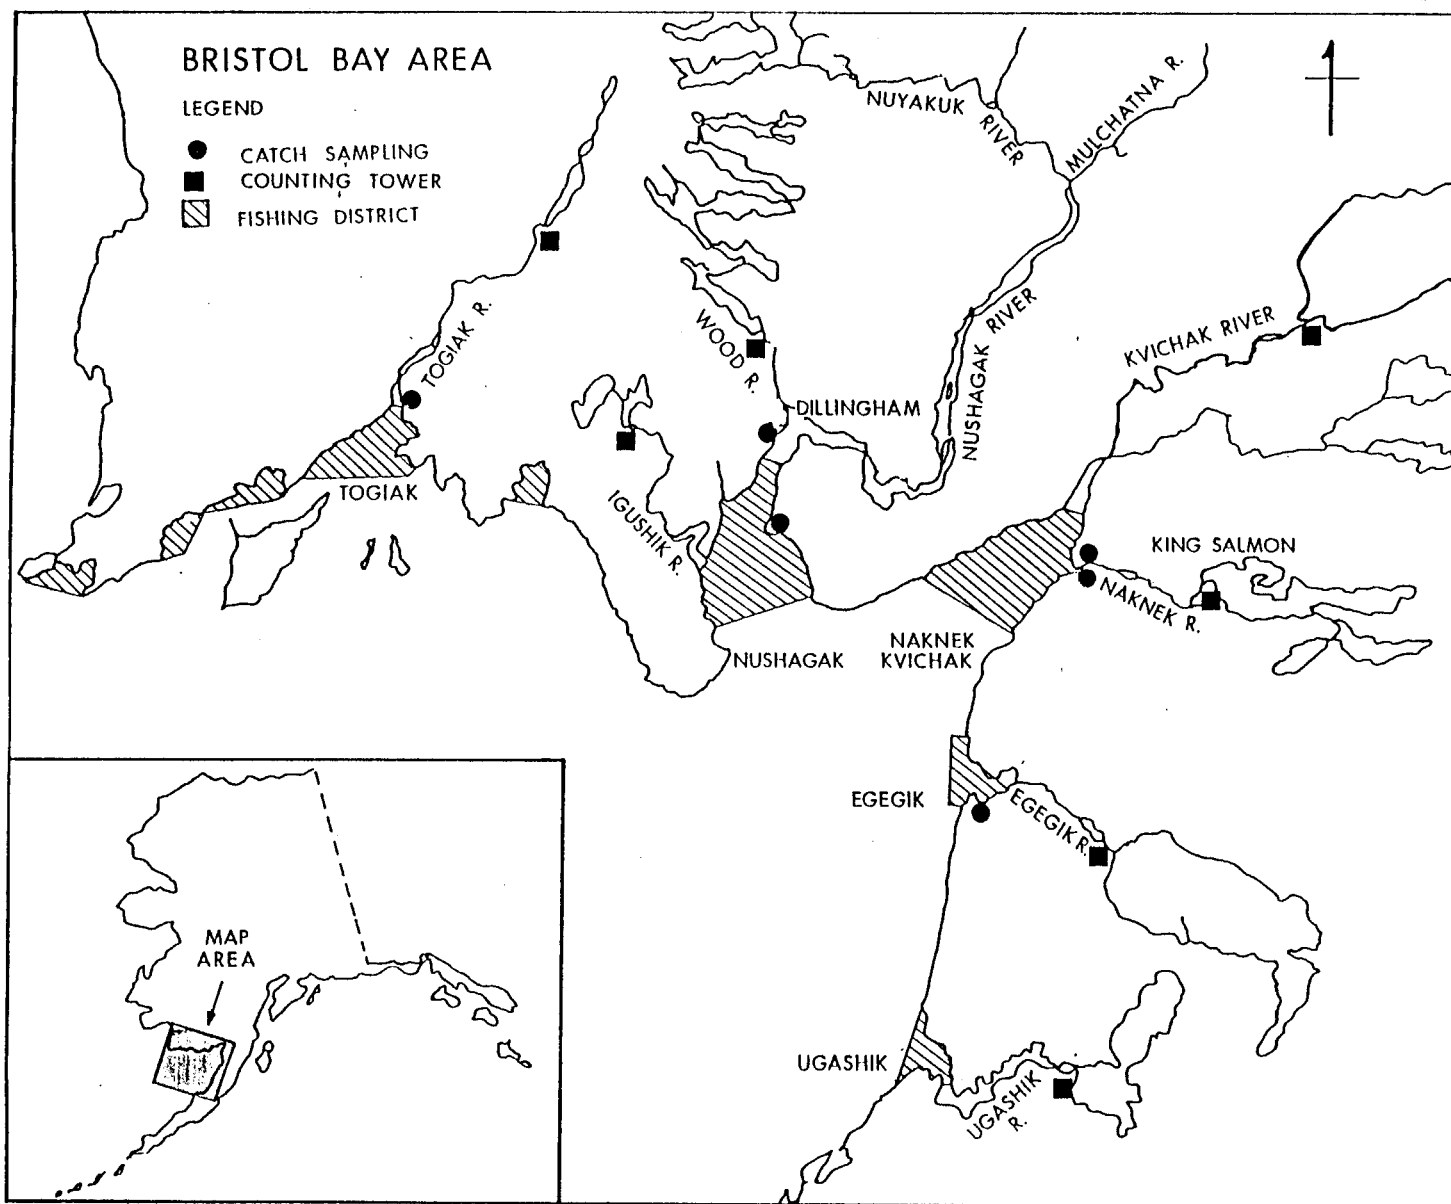 BRISTOL BAY AREA
LEGEND
CATCH SAMPLING
COUNTING TOWER
FISHING DISTRICT
NUYAKUK
RIVER
MULCHATNA R.
TOGIAK R.
WOOD R.
NUSHAGAK RIVER
KVICHAK RIVER
DILLINGHAM
TOGIAK
IGUSHIK R.
KING SALMON
NAKNEK R.
NUSHAGAK
NAKNEK
KVICHAK
EGEGIK
EGEGIK R.
MAP
AREA
UGASHIK
UGASHIK
R.